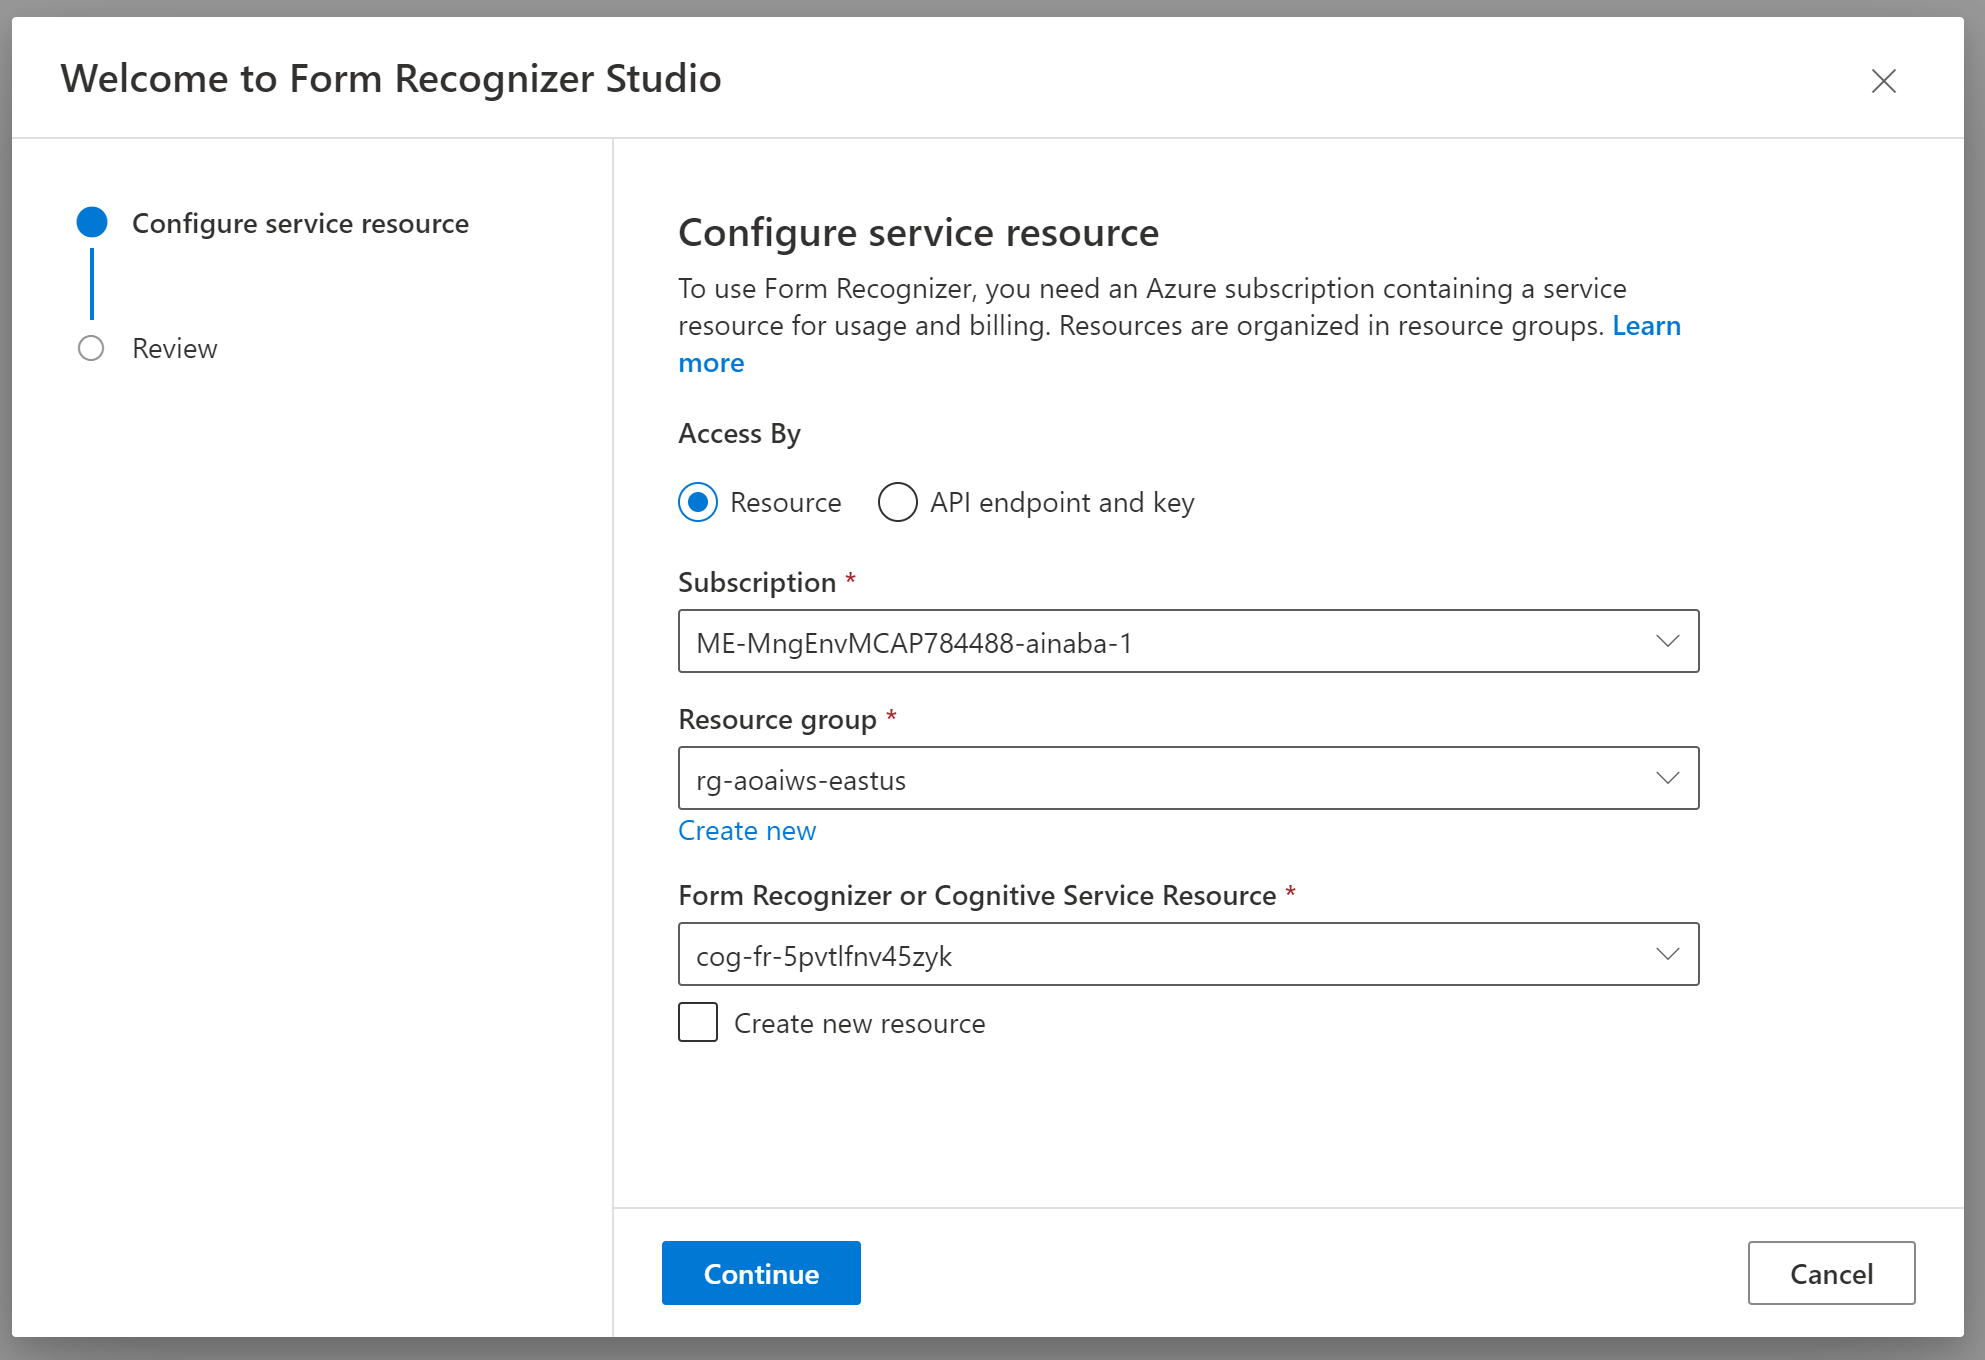 Welcome to Form Recognizer Studio
Configure service resource
Review
Configure service resource
To use Form Recognizer, you need an Azure subscription containing a service
resource for usage and billing. Resources are organized in resource groups. Learn
more
Access By
Resource API endpoint and key
Subscription *
ME-MngEnvMCAP784488-ainaba-1
Resource group *
rg-aoaiws-eastus
Create new
Form Recognizer or Cognitive Service Resource *
cog-fr-5pvtlfnv45zyk
Create new resource
Continue Cancel